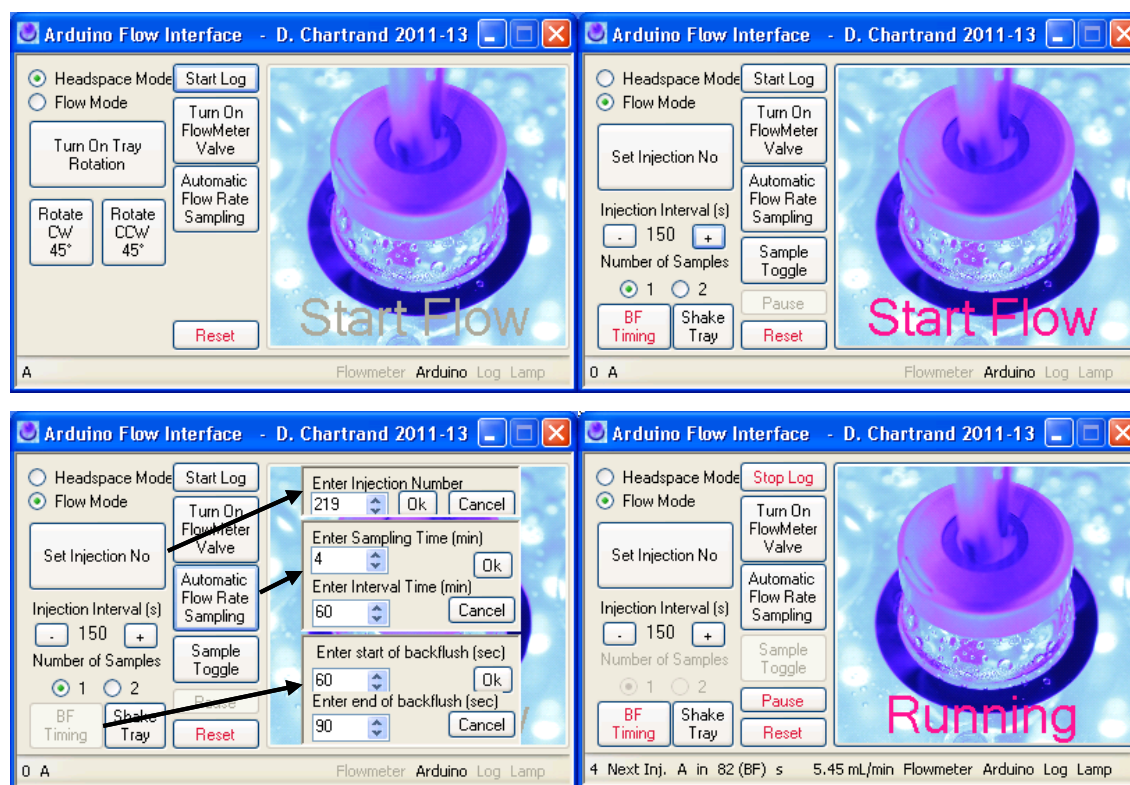 Arduino Flow Interface - D. Chartrand 2011-13
Headspace Mode
Flow Mode
Start Log
Turn On Tray
Rotation
Turn On
FlowMeter
Valve
Automatic
Flow Rate
Sampling
Rotate
CW
45°
Rotate
CCW
45°
Reset
Start Flow
A
Flowmeter Arduino Log Lamp
Arduino Flow Interface - D. Chartrand 2011-13
Headspace Mode
Flow Mode
Start Log
Set Injection No
Turn On
FlowMeter
Valve
Automatic
Flow Rate
Sampling
Injection Interval (s)
- 150 +
Number of Samples
1 2
Sample
Toggle
Pause
BF
Timing
Shake
Tray
Reset
Start Flow
0 A
Flowmeter Arduino Log Lamp
Arduino Flow Interface - D. Chartrand 2011-13
Headspace Mode
Flow Mode
Start Log
Set Injection No
Turn On
FlowMeter
Valve
Automatic
Flow Rate
Sampling
Injection Interval (s)
- 150 +
Number of Samples
1 2
Sample
Toggle
Pause
BF
Timing
Shake
Tray
Reset
Enter Injection Number
219 Ok Cancel
Enter Sampling Time (min)
4 Ok
Enter Interval Time (min)
60 Cancel
Enter start of backflush (sec)
60 Ok
Enter end of backflush (sec)
90 Cancel
0 A
Flowmeter Arduino Log Lamp
Arduino Flow Interface - D. Chartrand 2011-13
Headspace Mode
Flow Mode
Stop Log
Set Injection No
Turn On
FlowMeter
Valve
Automatic
Flow Rate
Sampling
Injection Interval (s)
- 150 +
Number of Samples
1 2
Sample
Toggle
Pause
BF
Timing
Shake
Tray
Reset
Running
4 Next Inj. A in 82 (BF) s 5.45 mL/min Flowmeter Arduino Log Lamp